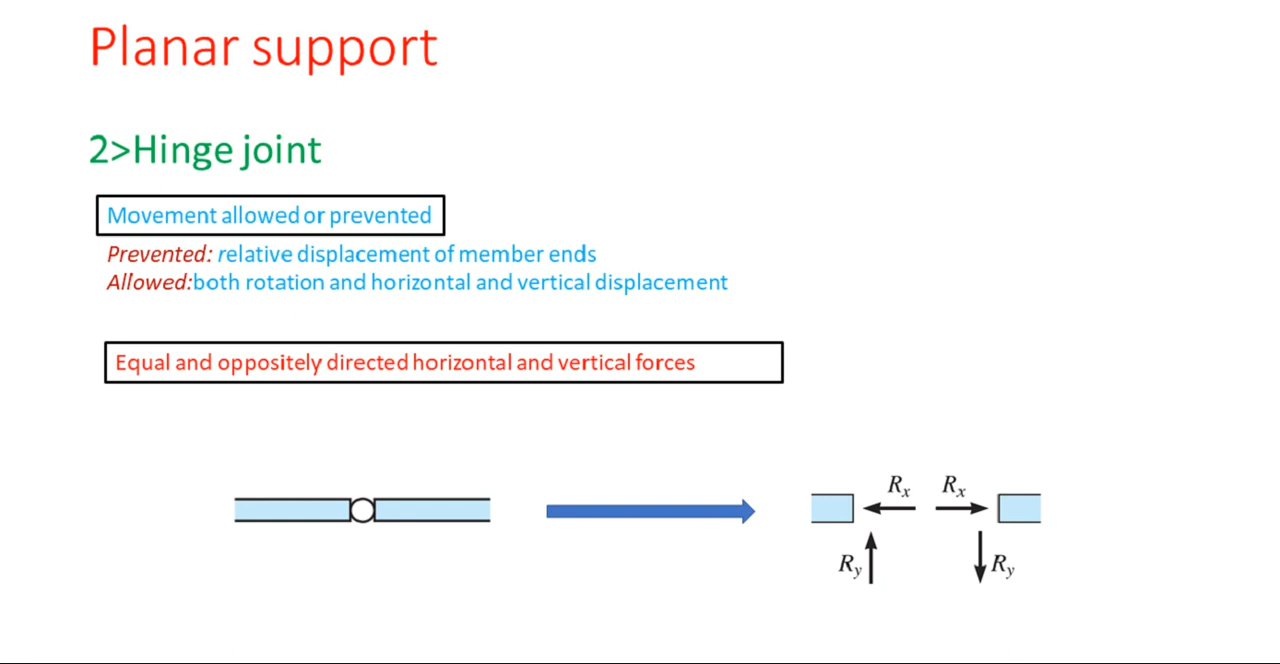 Planar support
2>Hinge joint
Movement allowed or prevented
Prevented: relative displacement of member ends
Allowed:both rotation and horizontal and vertical displacement
Equal and oppositely directed horizontal and vertical forces
Rx Rx
Ry Ry